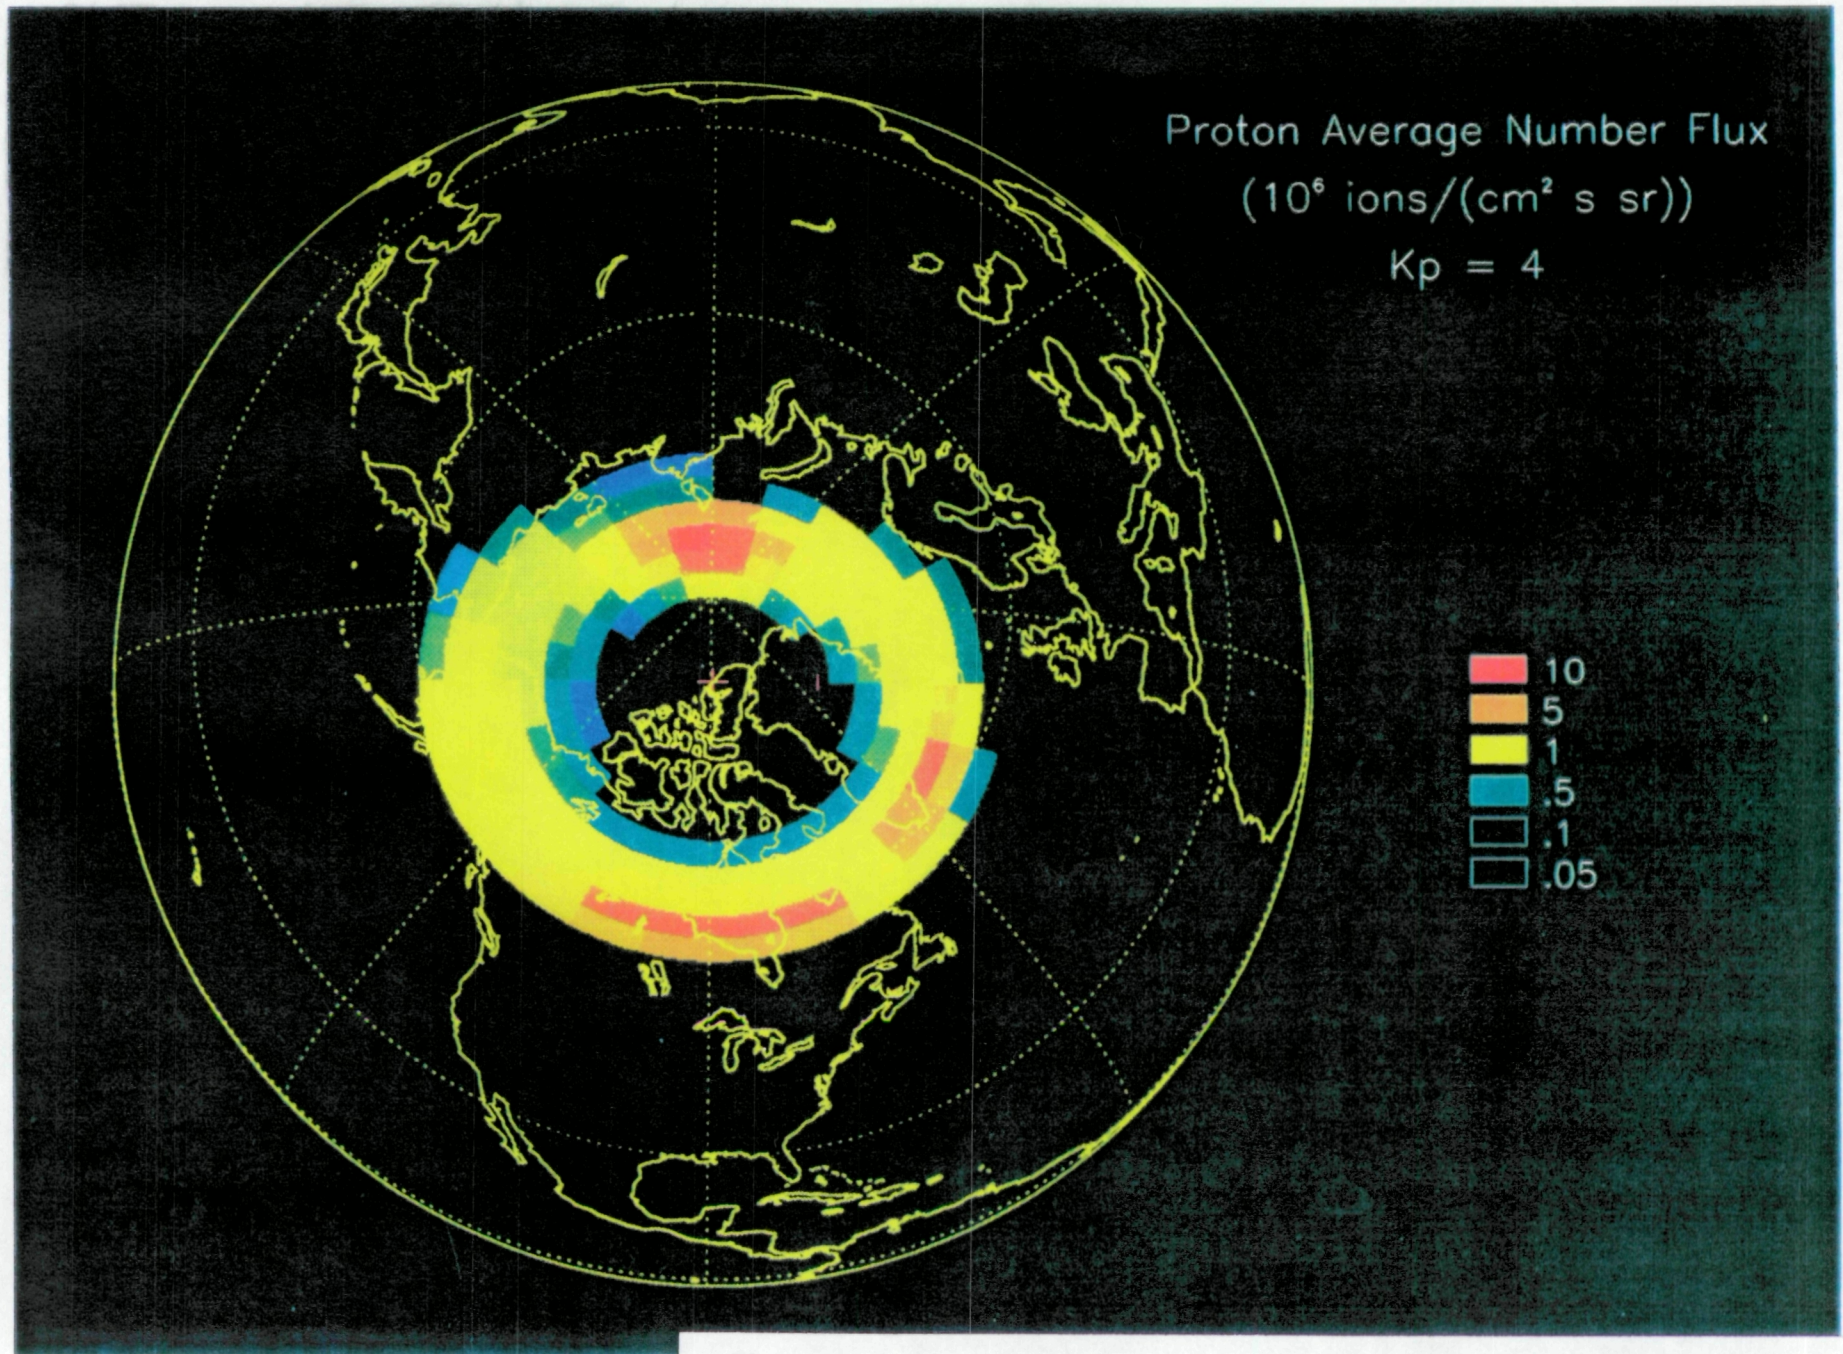 Proton Average Number Flux
(10⁶ ions/(cm² s sr))
Kp = 4
10
5
1
.5
.1
.05